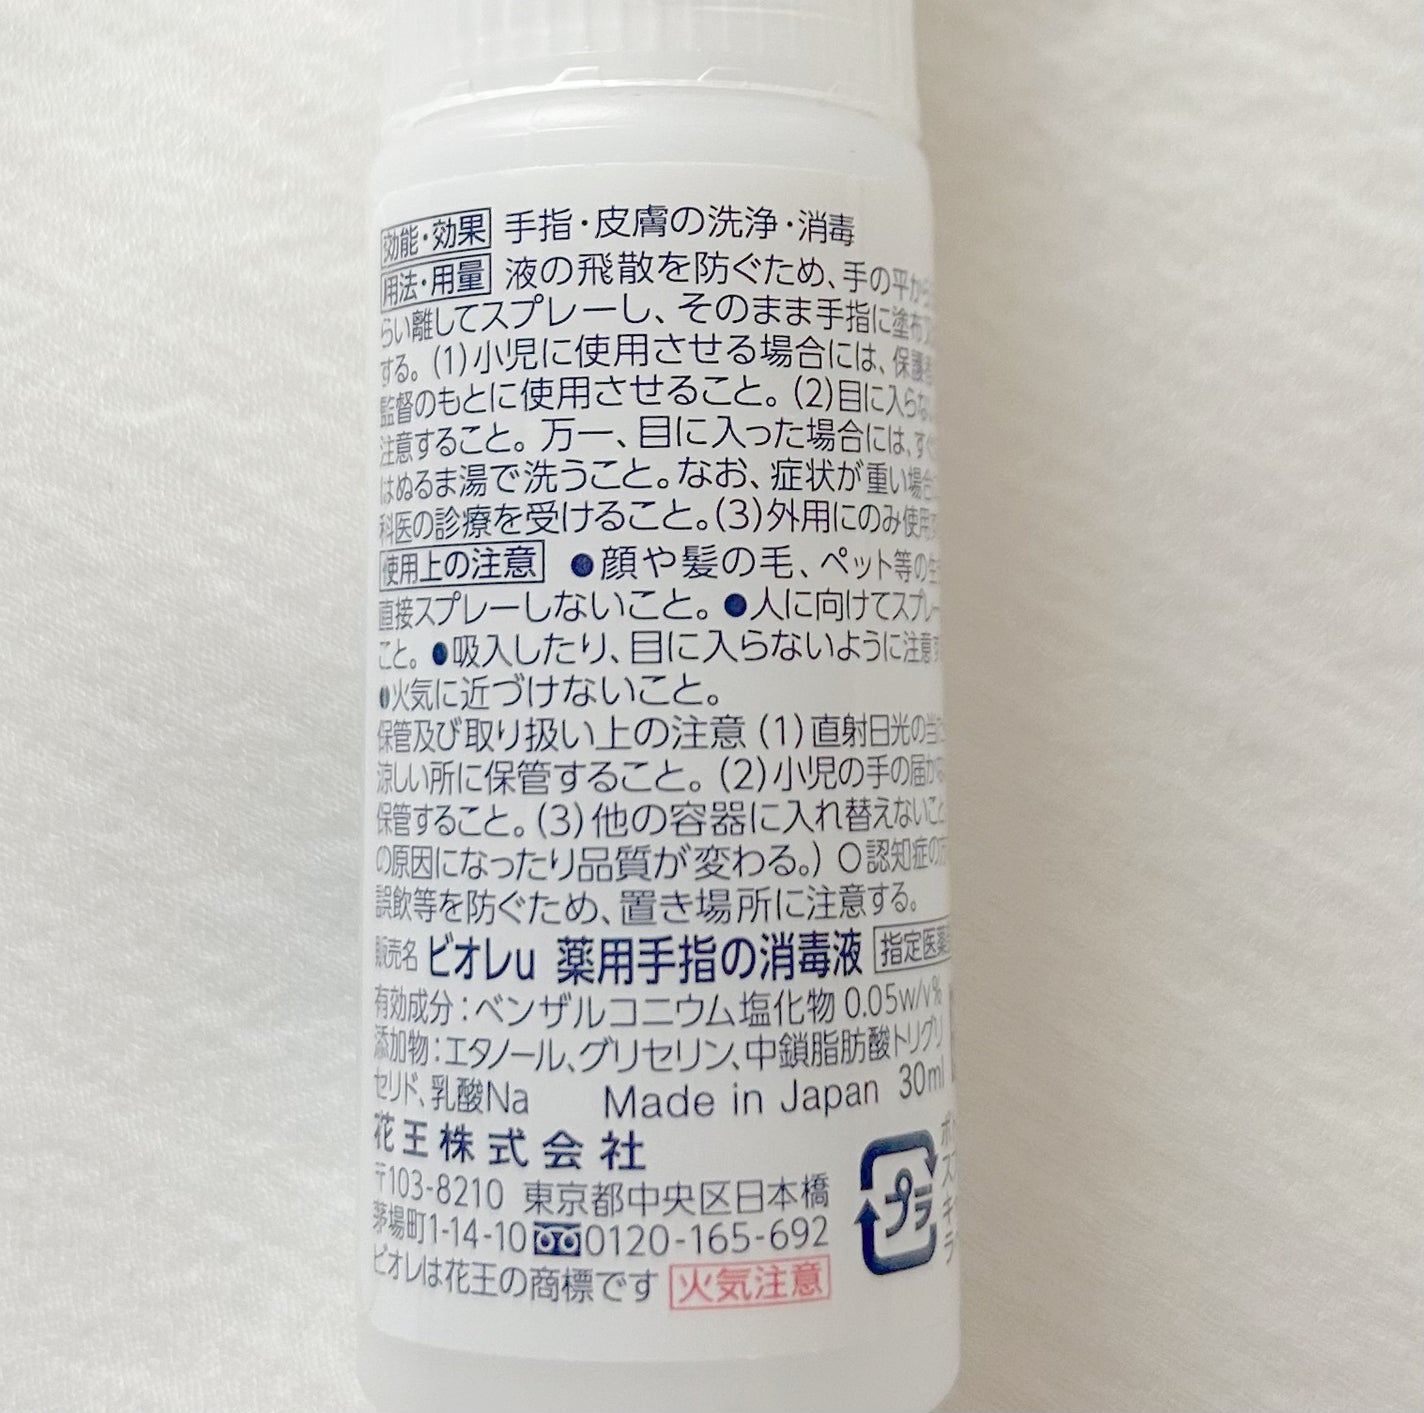 効能・効果 手指・皮膚の洗浄・消毒
用法・用量 液の飛散を防ぐため、手の平から
らい離してスプレーし、そのまま手指に塗布
する。(1)小児に使用させる場合には、保護者
監督のもとに使用させること。(2)目に入らな
注意すること。万一、目に入った場合には、すぐ
はぬるま湯で洗うこと。なお、症状が重い場合
科医の診療を受けること。(3)外用にのみ使用
使用上の注意 ●顔や髪の毛、ペット等の生
直接スプレーしないこと。●人に向けてスプレー
こと。●吸入したり、目に入らないように注意
●火気に近づけないこと。
保管及び取り扱い上の注意(1)直射日光の当
涼しい所に保管すること。(2)小児の手の届か
保管すること。(3)他の容器に入れ替えないこと
の原因になったり品質が変わる。) ○認知症の方
誤飲等を防ぐため、置き場所に注意する。
販売名 ビオレu 薬用手指の消毒液 指定医薬
有効成分:ベンザルコニウム塩化物 0.05w/v%
添加物:エタノール、グリセリン、中鎖脂肪酸トリグリ
セリド、乳酸Na Made in Japan 30ml
花王株式会社
〒103-8210 東京都中央区日本橋
茅場町1-14-10 0120-165-692
ビオレは花王の商標です 火気注意
プラ